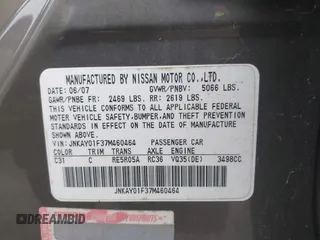 MANUFACTURED BY NISSAN MOTOR CO.,LTD.
DATE: 06/07 GVWR/PNBV: 5066 LBS.
GAWR/PNBE FR: 2469 LBS. RR: 2619 LBS.
THIS VEHICLE CONFORMS TO ALL APPLICABLE FEDERAL
MOTOR VEHICLE SAFETY,BUMPER,AND THEFT
PREVENTION STANDARDS IN EFFECT ON THE DATE OF MANUFACTURE
SHOWN ABOVE.
VIN: JNKAY01F37M460464 PASSENGER CAR
COLOR TRIM TRANS AXLE ENGINE
C31 C RE5R05A RC36 VQ35(DE) 3498CC
JNKAY01F37M460464
DREAMBID
dreambid.com